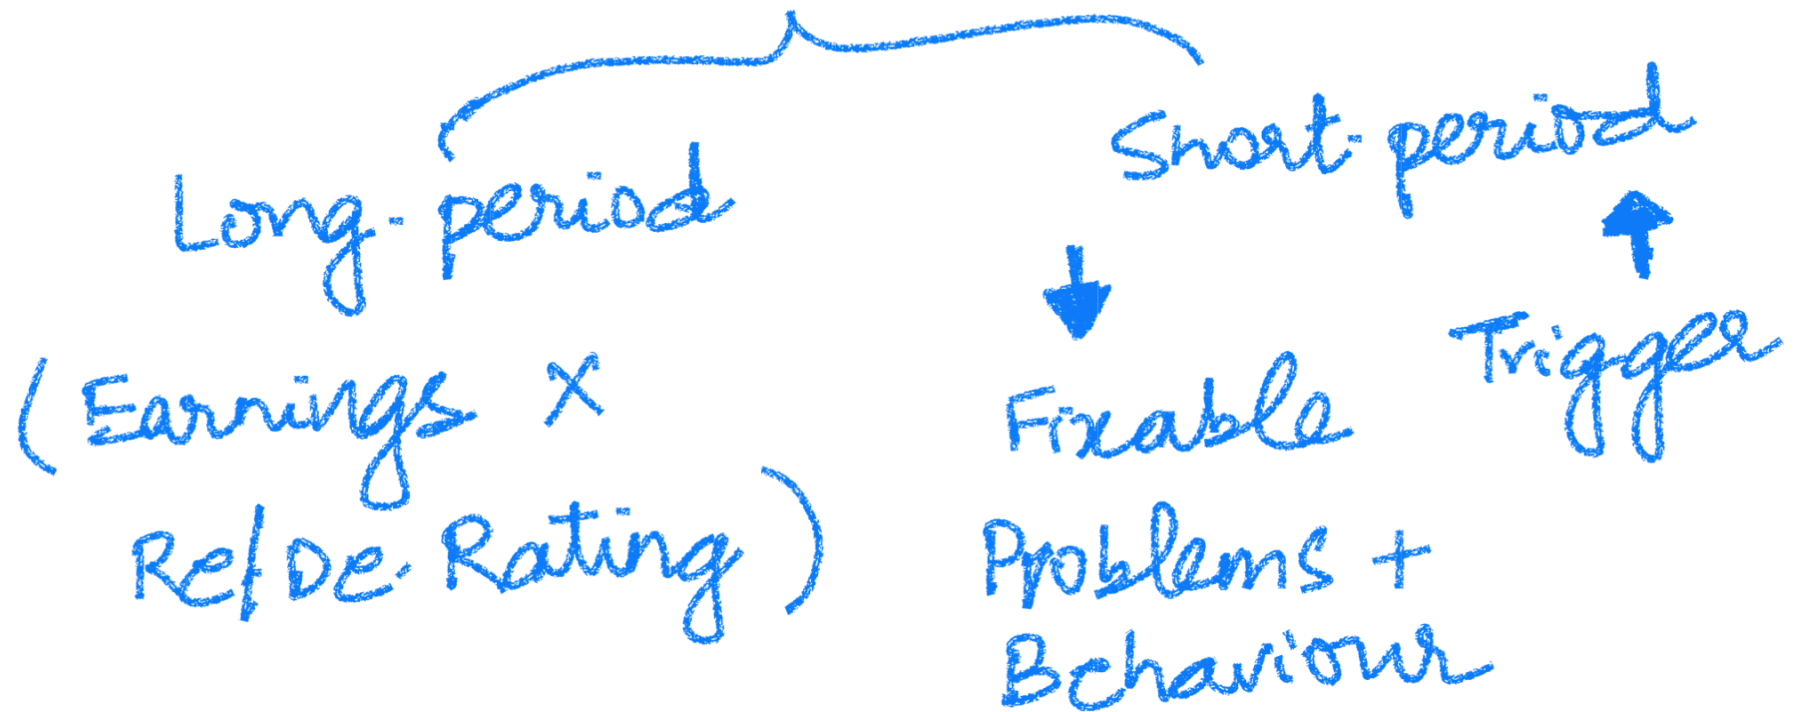 Long-period
Short-period
(Earnings X
Re/De-Rating)
Fixable
Problems +
Behaviour
Trigger